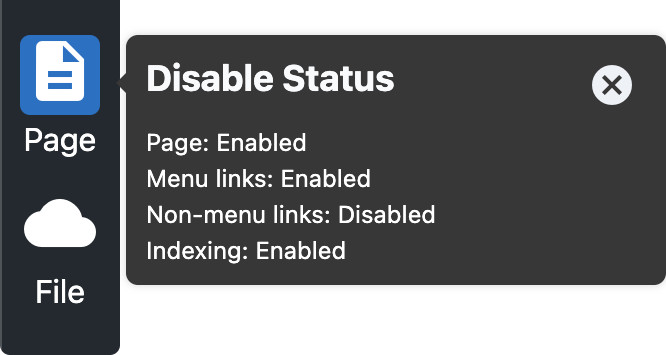 Page
File
Disable Status
Page: Enabled
Menu links: Enabled
Non-menu links: Disabled
Indexing: Enabled